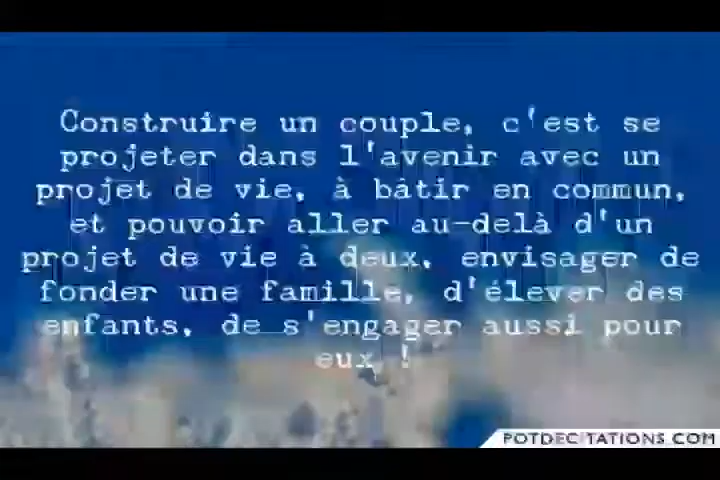 Construire un couple, c'est se
projeter dans l'avenir avec un
projet de vie, à bâtir en commun,
et pouvoir aller au-delà d'un
projet de vie à deux, envisager de
fonder une famille, d'élever des
enfants, de s'engager aussi pour
eux !
POTDECITATIONS.COM